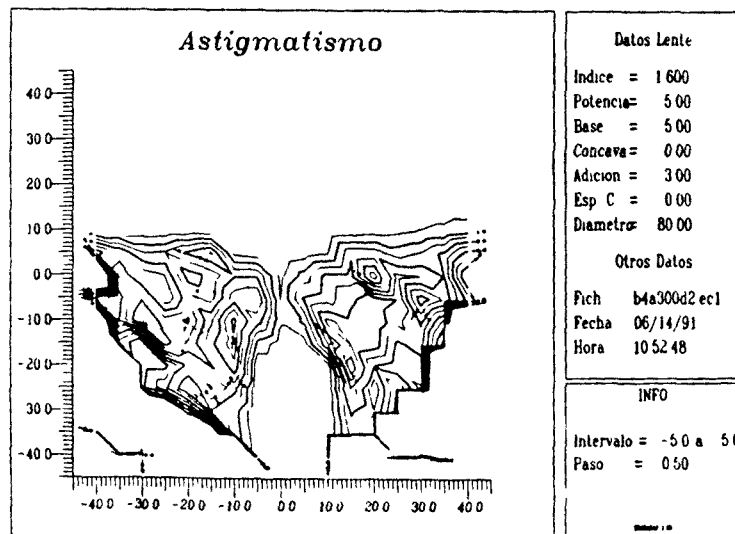 Astigmatismo
40 0
30 0
20 0
10 0
0 0
-10 0
-20 0
-30 0
-40 0
-40 0 -30 0 -20 0 -10 0 0 0 10 0 20 0 30 0 40 0
Datos Lente
Indice = 1 600
Potencia= 5 00
Base = 5 00
Concava = 0 00
Adicion = 3 00
Esp C = 0 00
Diametro= 80 00
Otros Datos
Fich b4a300d2 ec1
Fecha 06/14/91
Hora 10 52 48
INFO
Intervalo = -5 0 a 5 0
Paso = 0 50